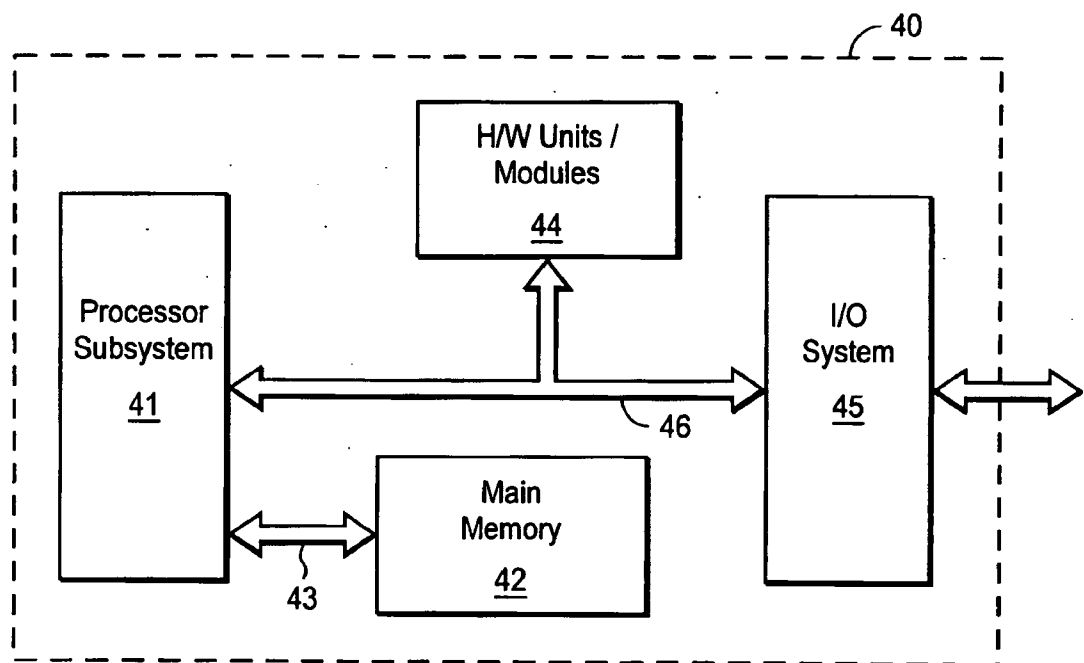 40
H/W Units /
Modules
44
Processor
Subsystem
41
I/O
System
45
46
Main
Memory
42
43